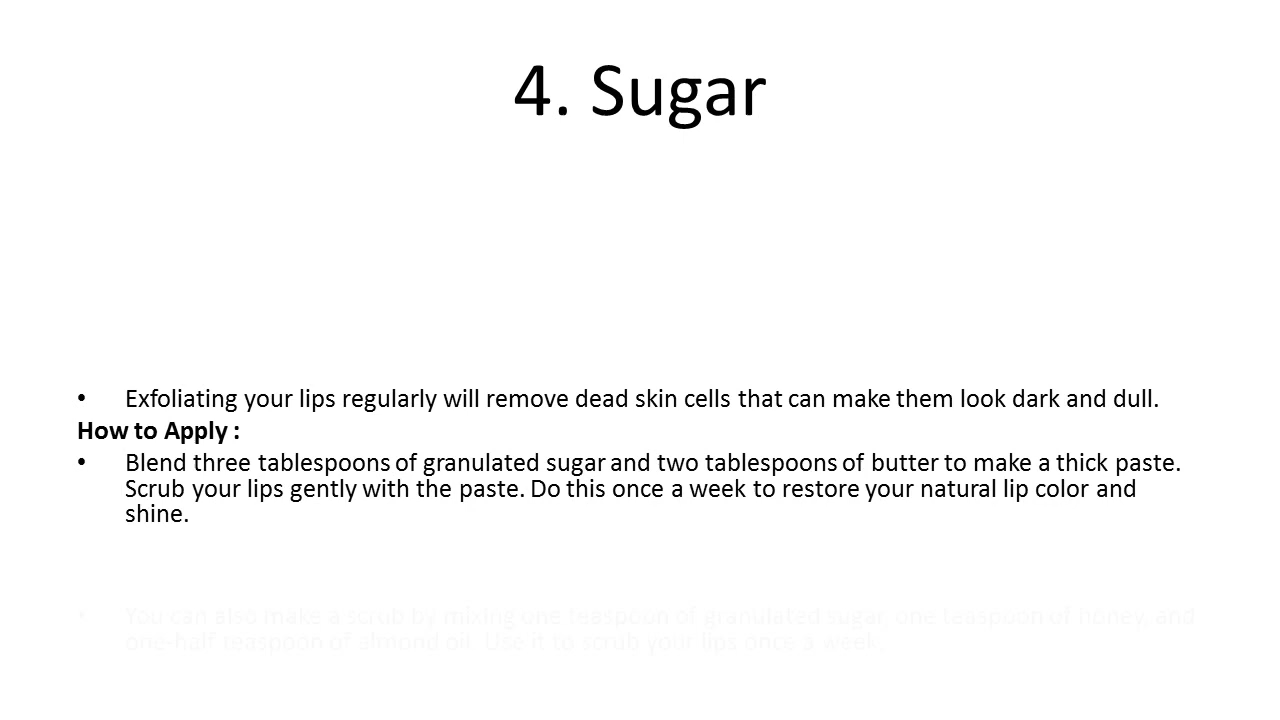 4. Sugar
• Exfoliating your lips regularly will remove dead skin cells that can make them look dark and dull.
How to Apply :
• Blend three tablespoons of granulated sugar and two tablespoons of butter to make a thick paste.
Scrub your lips gently with the paste. Do this once a week to restore your natural lip color and
shine.
• You can also make a scrub by mixing one teaspoon of granulated sugar, one teaspoon of honey, and
one-half teaspoon of almond oil. Use it to scrub your lips once a week.